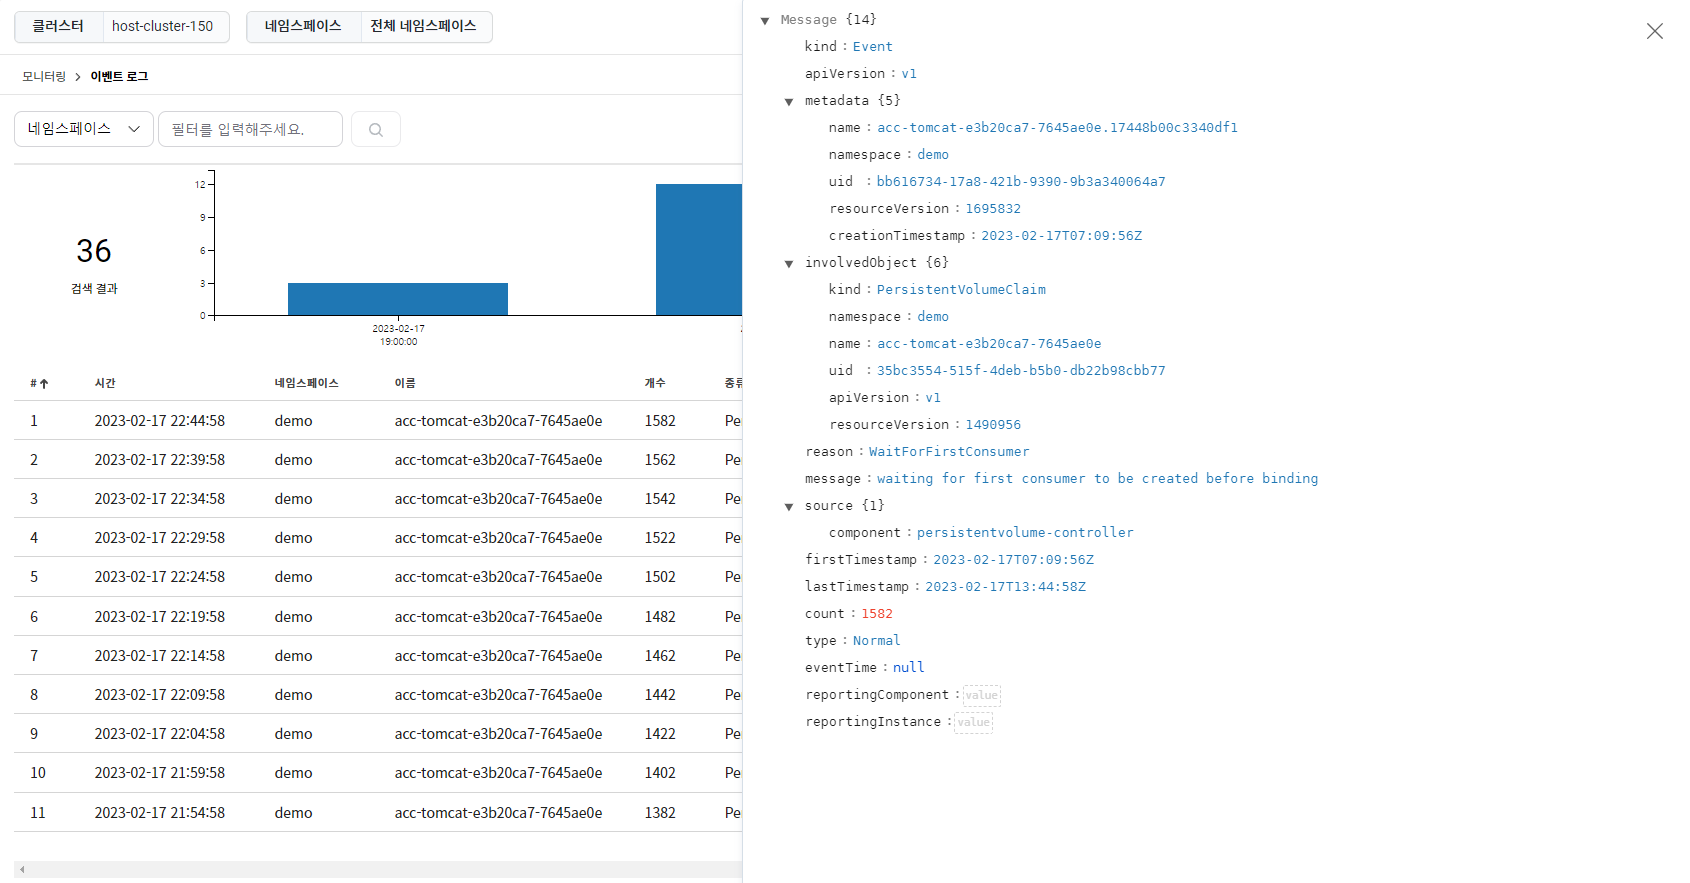 클러스터 host-cluster-150 네임스페이스 전체 네임스페이스
모니터링 > 이벤트 로그
네임스페이스 필터를 입력해주세요.
36
검색 결과
12
9
6
3
0
2023-02-17
19:00:00
# 시간 네임스페이스 이름 개수 종류
1 2023-02-17 22:44:58 demo acc-tomcat-e3b20ca7-7645ae0e 1582 Pe
2 2023-02-17 22:39:58 demo acc-tomcat-e3b20ca7-7645ae0e 1562 Pe
3 2023-02-17 22:34:58 demo acc-tomcat-e3b20ca7-7645ae0e 1542 Pe
4 2023-02-17 22:29:58 demo acc-tomcat-e3b20ca7-7645ae0e 1522 Pe
5 2023-02-17 22:24:58 demo acc-tomcat-e3b20ca7-7645ae0e 1502 Pe
6 2023-02-17 22:19:58 demo acc-tomcat-e3b20ca7-7645ae0e 1482 Pe
7 2023-02-17 22:14:58 demo acc-tomcat-e3b20ca7-7645ae0e 1462 Pe
8 2023-02-17 22:09:58 demo acc-tomcat-e3b20ca7-7645ae0e 1442 Pe
9 2023-02-17 22:04:58 demo acc-tomcat-e3b20ca7-7645ae0e 1422 Pe
10 2023-02-17 21:59:58 demo acc-tomcat-e3b20ca7-7645ae0e 1402 Pe
11 2023-02-17 21:54:58 demo acc-tomcat-e3b20ca7-7645ae0e 1382 Pe
Message {14}
kind : Event
apiVersion : v1
metadata {5}
name : acc-tomcat-e3b20ca7-7645ae0e.17448b00c3340df1
namespace : demo
uid : bb616734-17a8-421b-9390-9b3a340064a7
resourceVersion : 1695832
creationTimestamp : 2023-02-17T07:09:56Z
involvedObject {6}
kind : PersistentVolumeClaim
namespace : demo
name : acc-tomcat-e3b20ca7-7645ae0e
uid : 35bc3554-515f-4deb-b5b0-db22b98cbb77
apiVersion : v1
resourceVersion : 1490956
reason : WaitForFirstConsumer
message : waiting for first consumer to be created before binding
source {1}
component : persistentvolume-controller
firstTimestamp : 2023-02-17T07:09:56Z
lastTimestamp : 2023-02-17T13:44:58Z
count : 1582
type : Normal
eventTime : null
reportingComponent : value
reportingInstance : value